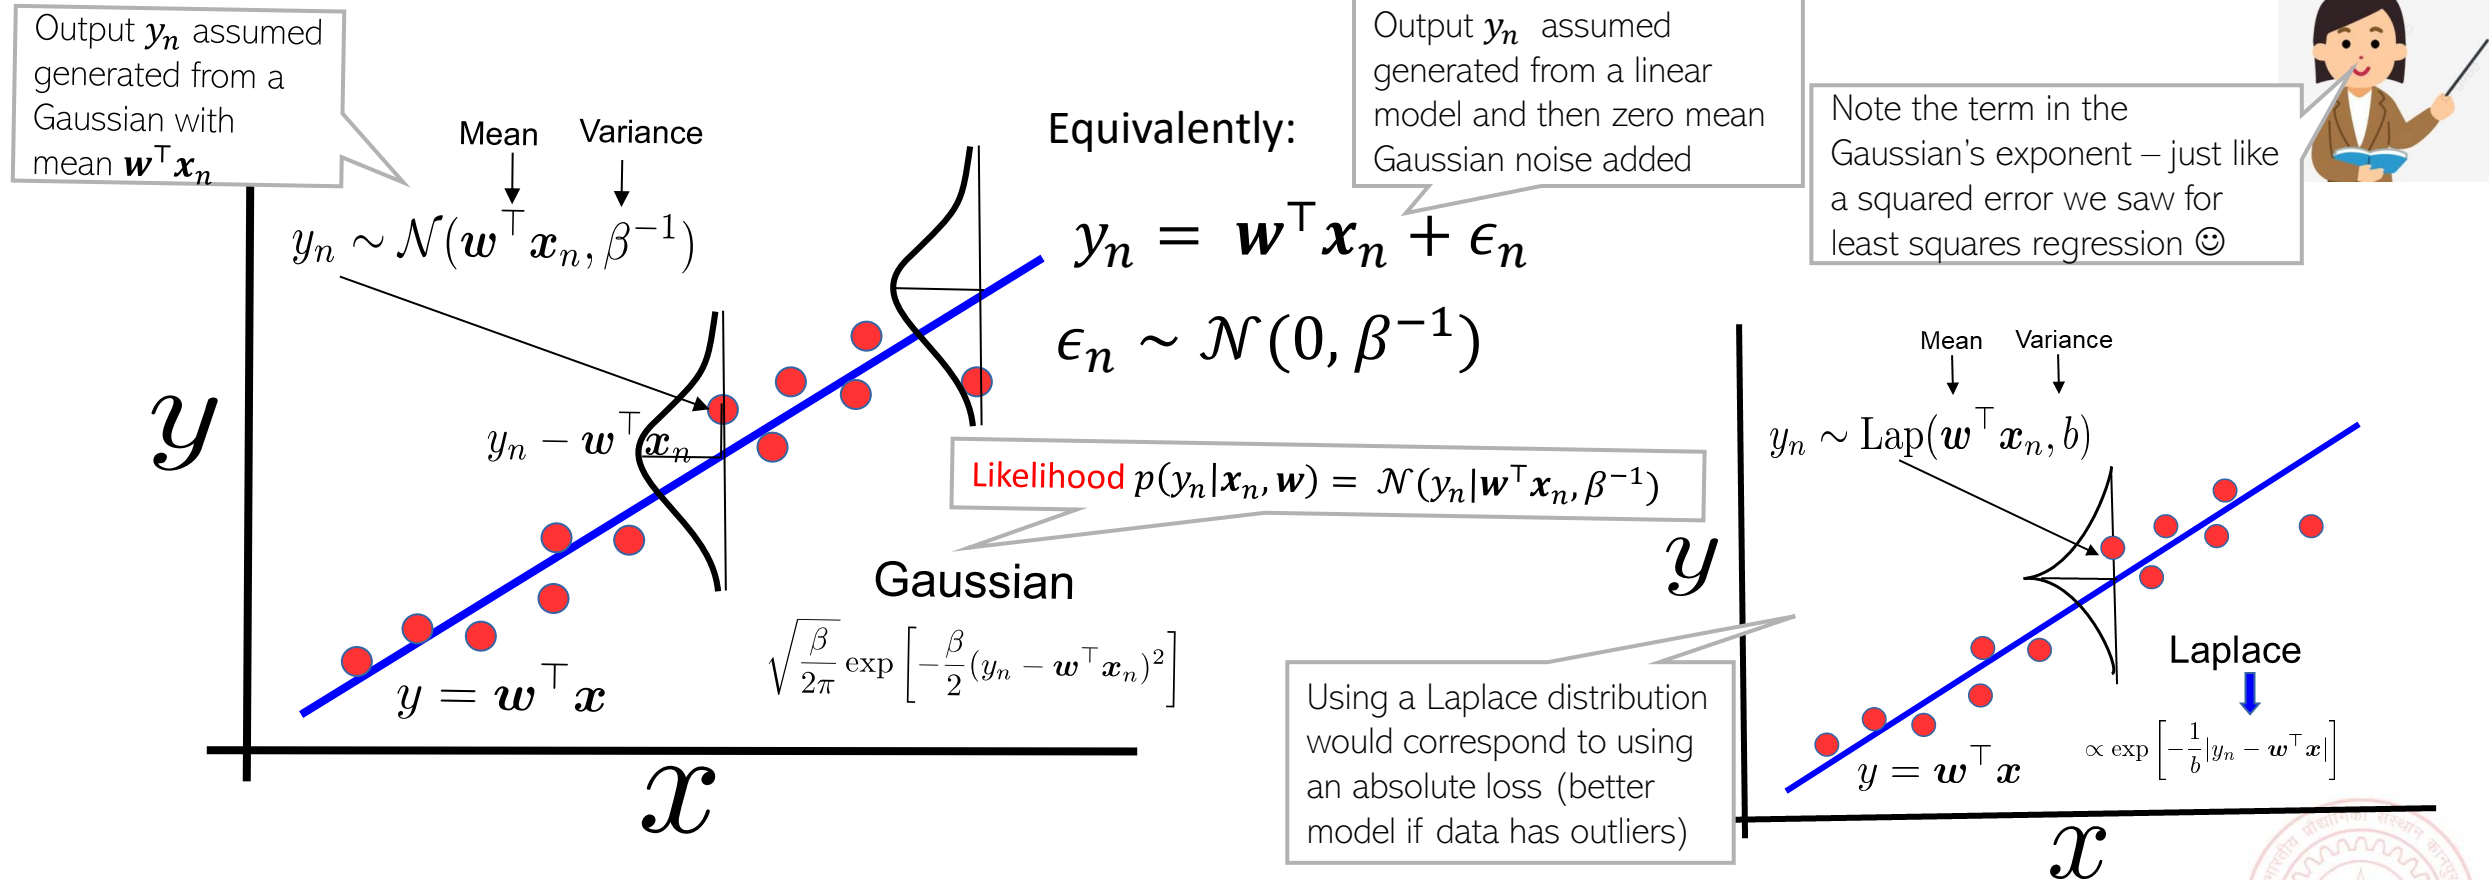 Output yₙ assumed
generated from a
Gaussian with
mean w⊤xₙ
Mean Variance
yₙ ∼ N(w⊤xₙ, β⁻¹)
Equivalently:
Output yₙ assumed
generated from a linear
model and then zero mean
Gaussian noise added
yₙ = w⊤xₙ + ϵₙ
ϵₙ ~ N(0, β⁻¹)
Note the term in the
Gaussian’s exponent – just like
a squared error we saw for
least squares regression ☺
y
yₙ − w⊤xₙ
Likelihood p(yₙ|xₙ, w) = N(yₙ|w⊤xₙ, β⁻¹)
Gaussian
√(β/2π) exp [−β/2 (yₙ − w⊤xₙ)²]
y = w⊤x
x
Mean Variance
yₙ ∼ Lap(w⊤xₙ, b)
y
Using a Laplace distribution
would correspond to using
an absolute loss (better
model if data has outliers)
Laplace
∝ exp [−1/b |yₙ − w⊤x|]
y = w⊤x
x